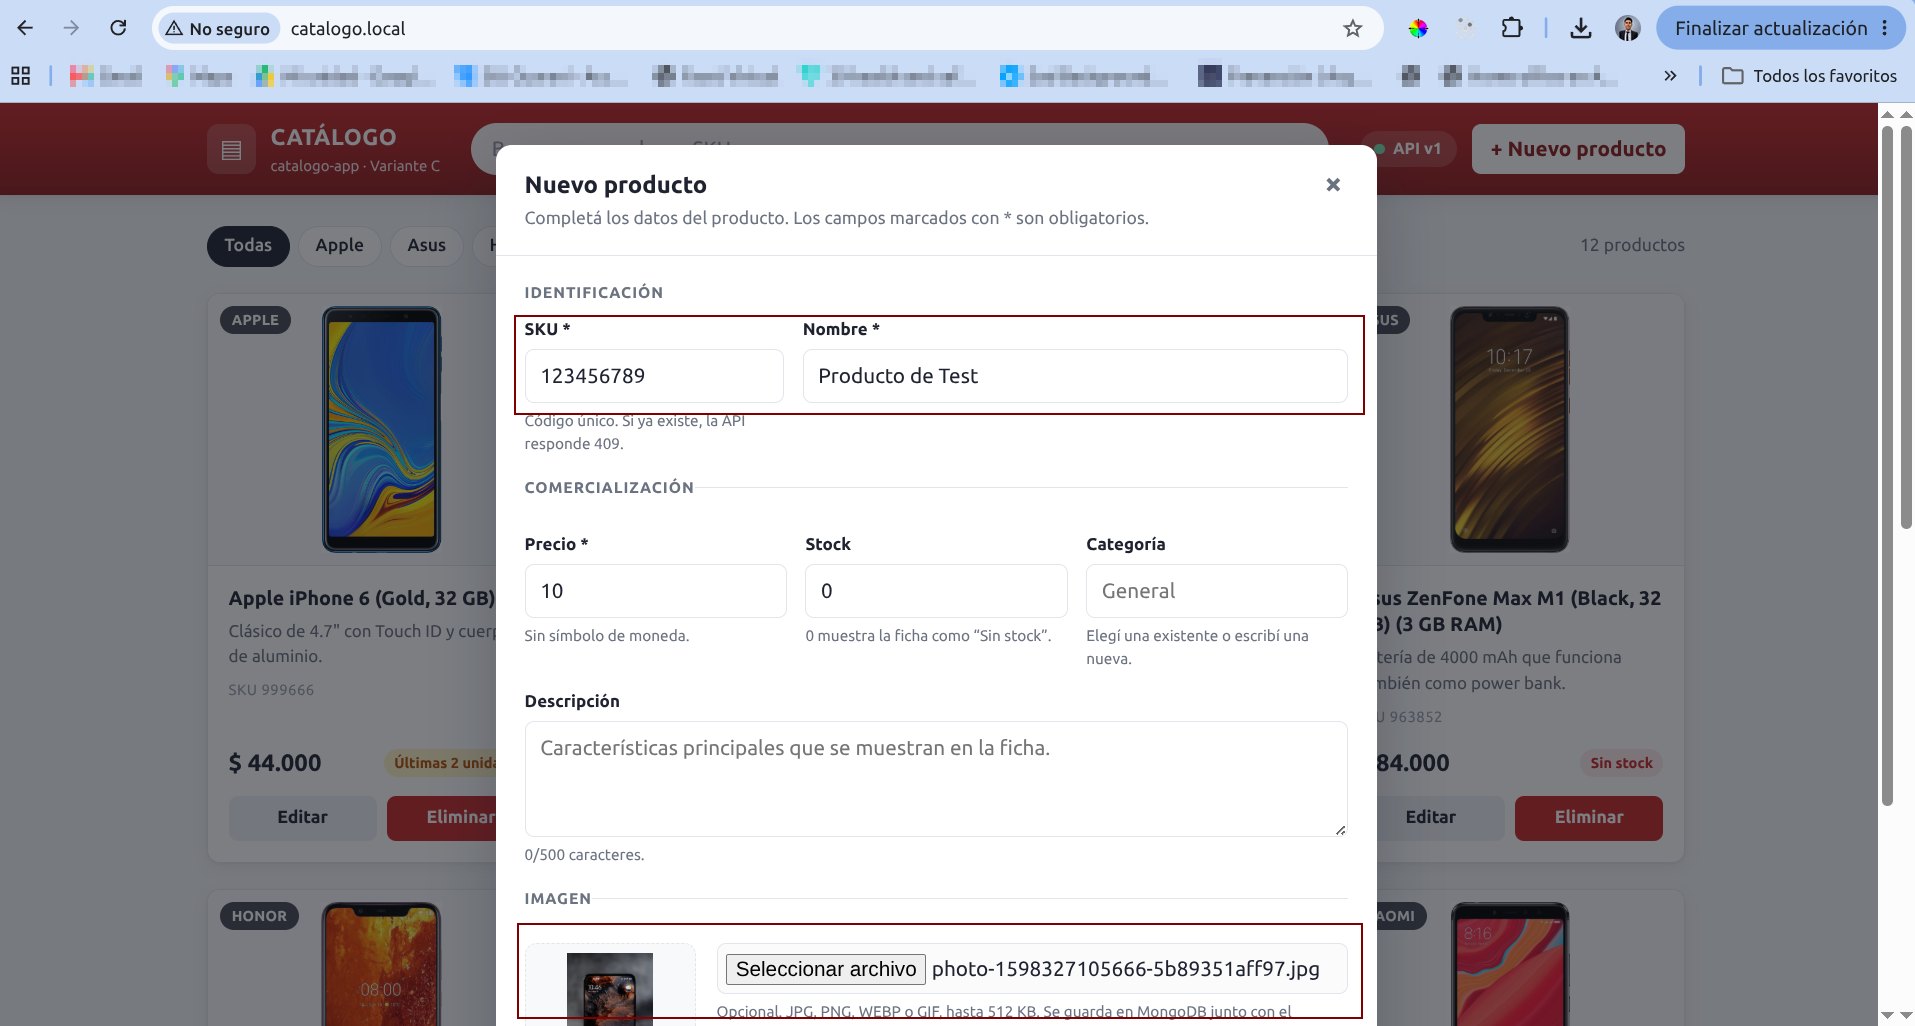 No seguro
catalogo.local
Finalizar actualización
Todos los favoritos
CATÁLOGO
catalogo-app · Variante C
API v1
+ Nuevo producto
Todas
Apple
Asus
12 productos
Nuevo producto
Completá los datos del producto. Los campos marcados con * son obligatorios.
IDENTIFICACIÓN
SKU *
Nombre *
123456789
Producto de Test
Código único. Si ya existe, la API
responde 409.
COMERCIALIZACIÓN
Precio *
Stock
Categoría
10
0
General
Sin símbolo de moneda.
0 muestra la ficha como “Sin stock”.
Elegí una existente o escribí una
nueva.
Descripción
Características principales que se muestran en la ficha.
0/500 caracteres.
IMAGEN
Seleccionar archivo
photo-1598327105666-5b89351aff97.jpg
Opcional. JPG, PNG, WEBP o GIF, hasta 512 KB. Se guarda en MongoDB junto con el
APPLE
Apple iPhone 6 (Gold, 32 GB)
Clásico de 4.7" con Touch ID y cuerp
de aluminio.
SKU 999666
$ 44.000
Últimas 2 unida
Editar
Eliminar
SUS
10:17
sus ZenFone Max M1 (Black, 32
B) (3 GB RAM)
tería de 4000 mAh que funciona
mbién como power bank.
U 963852
84.000
Sin stock
Editar
Eliminar
HONOR
08:00
AOMI
8:16